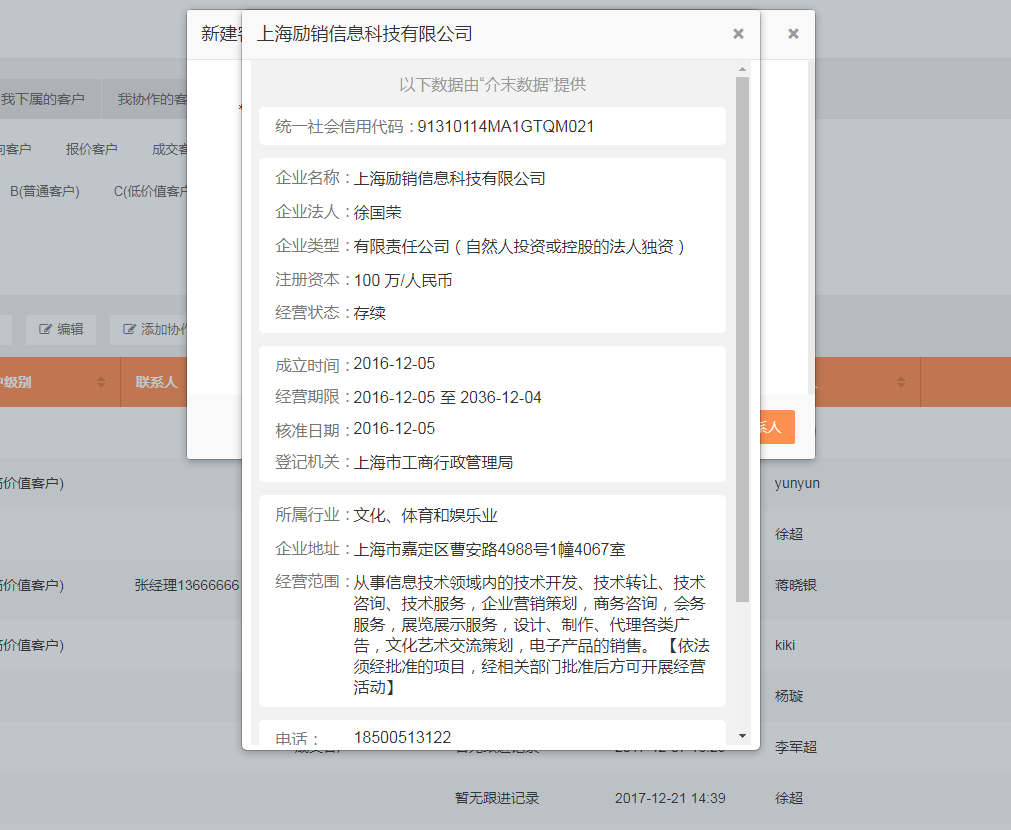 新建客
上海励销信息科技有限公司
以下数据由“介末数据”提供
统一社会信用代码：91310114MA1GTQM021
企业名称：上海励销信息科技有限公司
企业法人：徐国荣
企业类型：有限责任公司（自然人投资或控股的法人独资）
注册资本：100 万/人民币
经营状态：存续
成立时间：2016-12-05
经营期限：2016-12-05 至 2036-12-04
核准日期：2016-12-05
登记机关：上海市工商行政管理局
所属行业：文化、体育和娱乐业
企业地址：上海市嘉定区曹安路4988号1幢4067室
经营范围：从事信息技术领域内的技术开发、技术转让、技术
咨询、技术服务，企业营销策划，商务咨询，会务
服务，展览展示服务，设计、制作、代理各类广
告，文化艺术交流策划，电子产品的销售。【依法
须经批准的项目，经相关部门批准后方可开展经营
活动】
电话：18500513122
我下属的客户 我协作的客
向客户 报价客户 成交客
B(普通客户) C(低价值客户
编辑 添加协作
户级别 联系人
系人
价值客户) yunyun
徐超
价值客户) 张经理13666666 蒋晓银
价值客户) kiki
杨璇
李军超
暂无跟进记录 2017-12-21 14:39 徐超